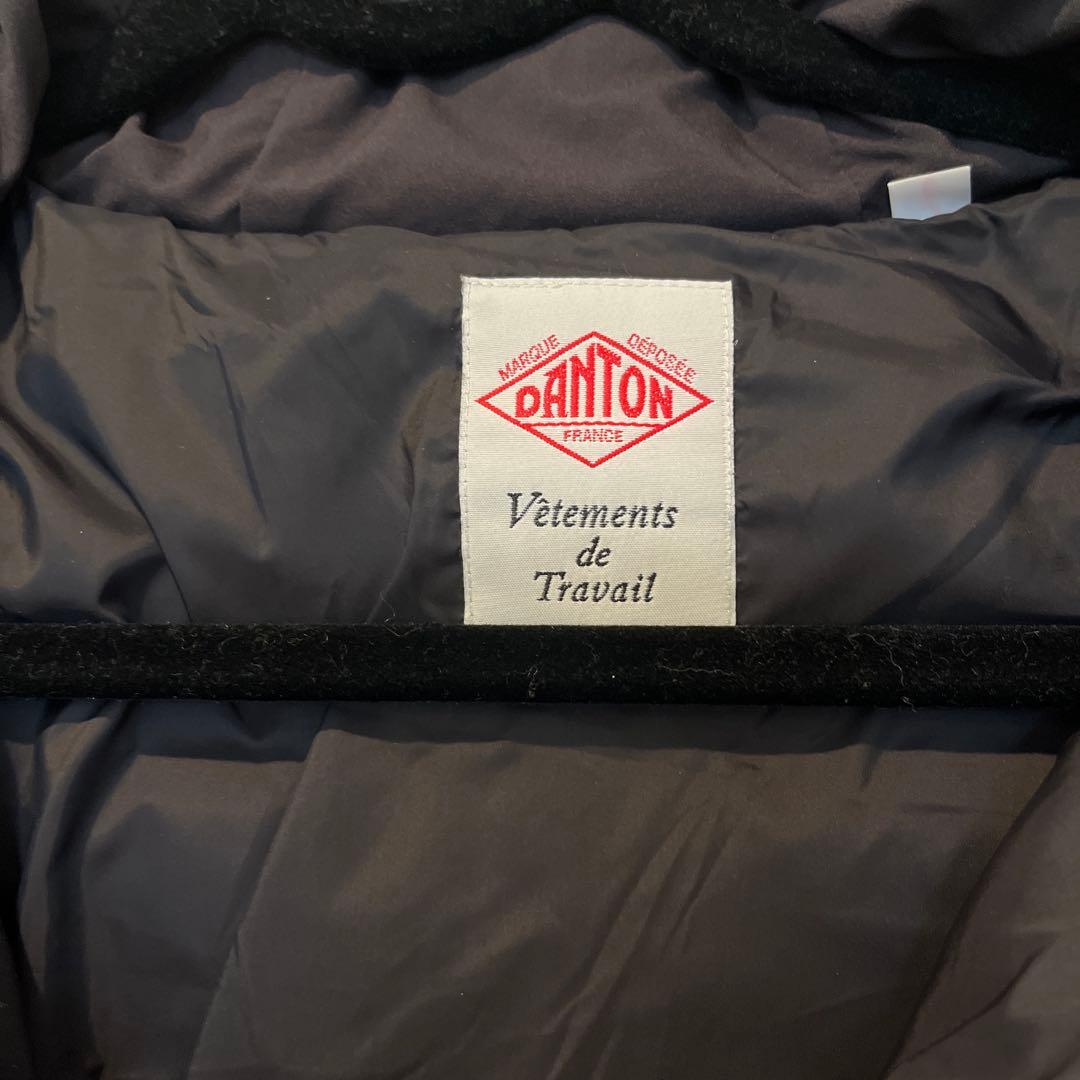 MARQUE DÉPOSÉE
DANTON
FRANCE
Vêtements
de
Travail